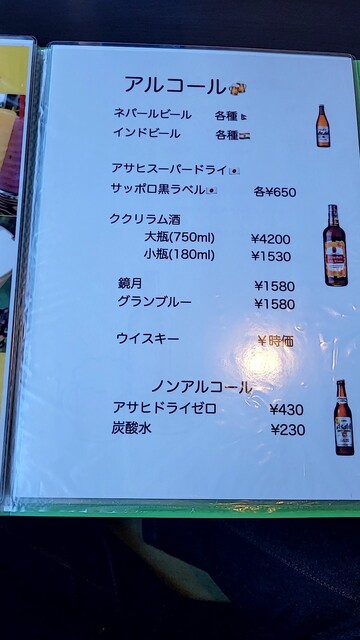 アルコール🍻
ネパールビール 各種🇳🇵
インドビール 各種🇮🇳
アサヒスーパードライ🇯🇵
サッポロ黒ラベル🇯🇵 各¥650
ククリラム酒
大瓶(750ml) ¥4200
小瓶(180ml) ¥1530
鏡月 ¥1580
グランブルー ¥1580
ウイスキー ¥時価
ノンアルコール
アサヒドライゼロ ¥430
炭酸水 ¥230